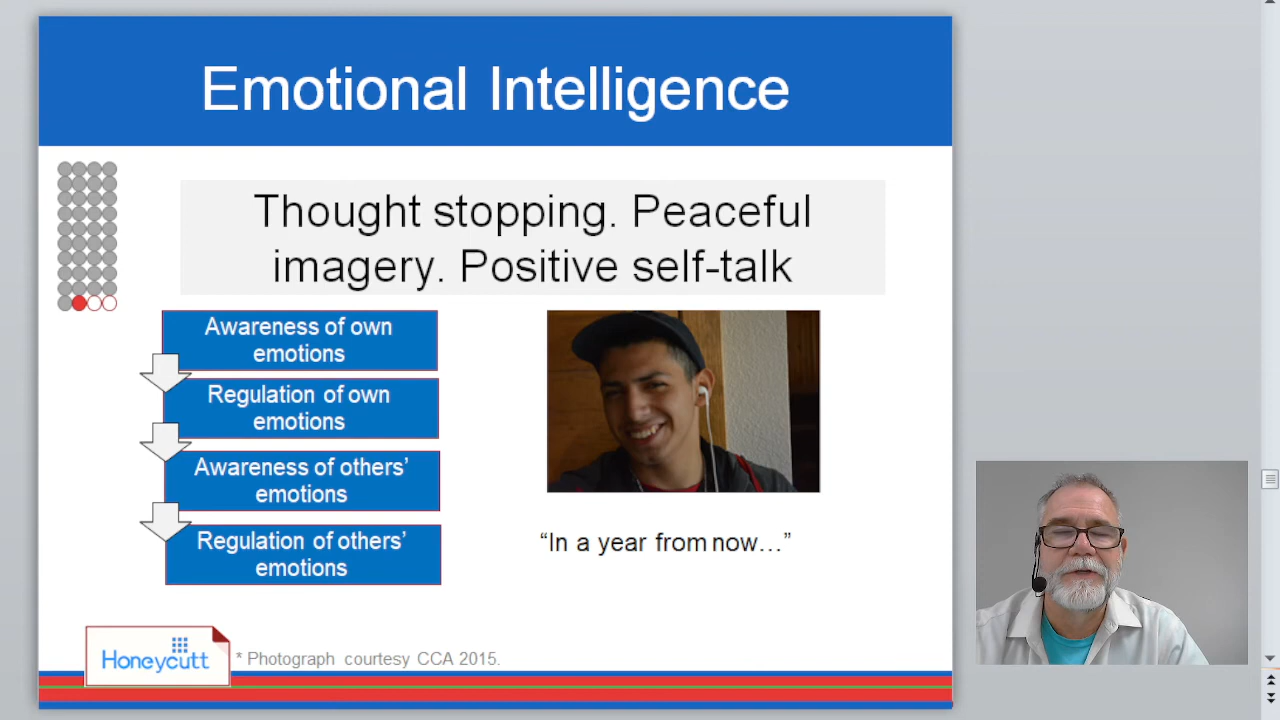 Emotional Intelligence
Thought stopping. Peaceful
imagery. Positive self-talk
Awareness of own
emotions
Regulation of own
emotions
Awareness of others’
emotions
Regulation of others’
emotions
“In a year from now…”
Honeycutt
* Photograph courtesy CCA 2015.